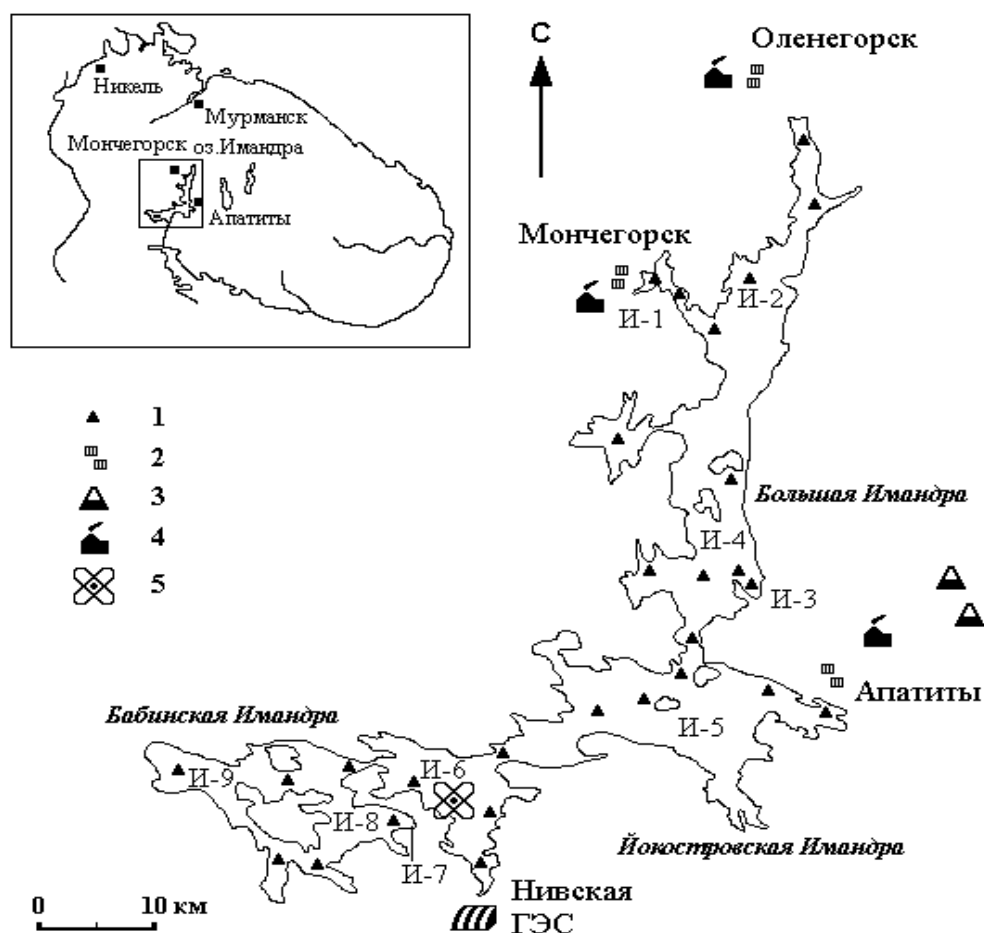 Никель
Мурманск
Мончегорск оз.Имандра
Апатиты
С
Оленегорск
Мончегорск
И-1
И-2
1
2
3
4
5
Большая Имандра
И-4
И-3
Апатиты
И-5
Бабинская Имандра
И-6
И-9
И-8
И-7
Йокостровская Имандра
Нивская
ГЭС
0 10 км